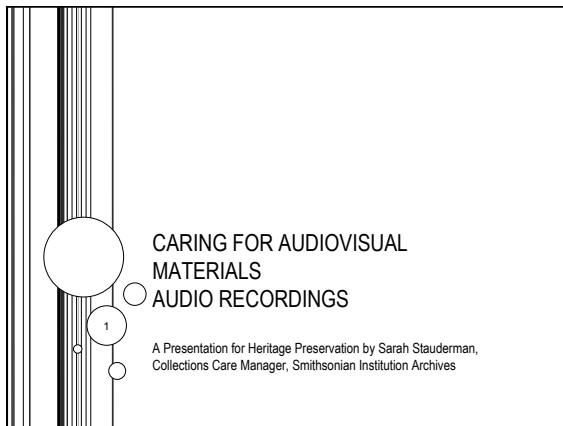 CARING FOR AUDIOVISUAL
MATERIALS
AUDIO RECORDINGS
1
A Presentation for Heritage Preservation by Sarah Stauderman,
Collections Care Manager, Smithsonian Institution Archives